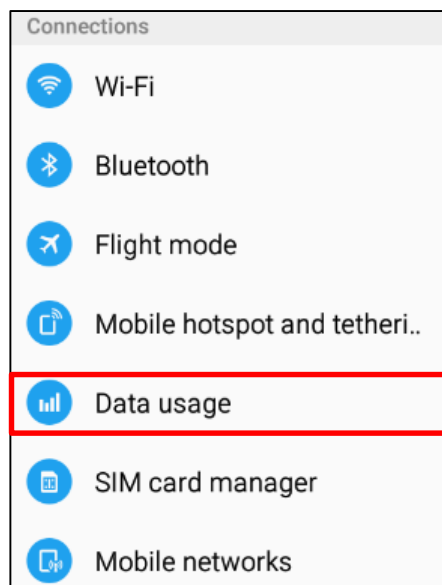 Connections
Wi-Fi
Bluetooth
Flight mode
Mobile hotspot and tetheri..
Data usage
SIM card manager
Mobile networks